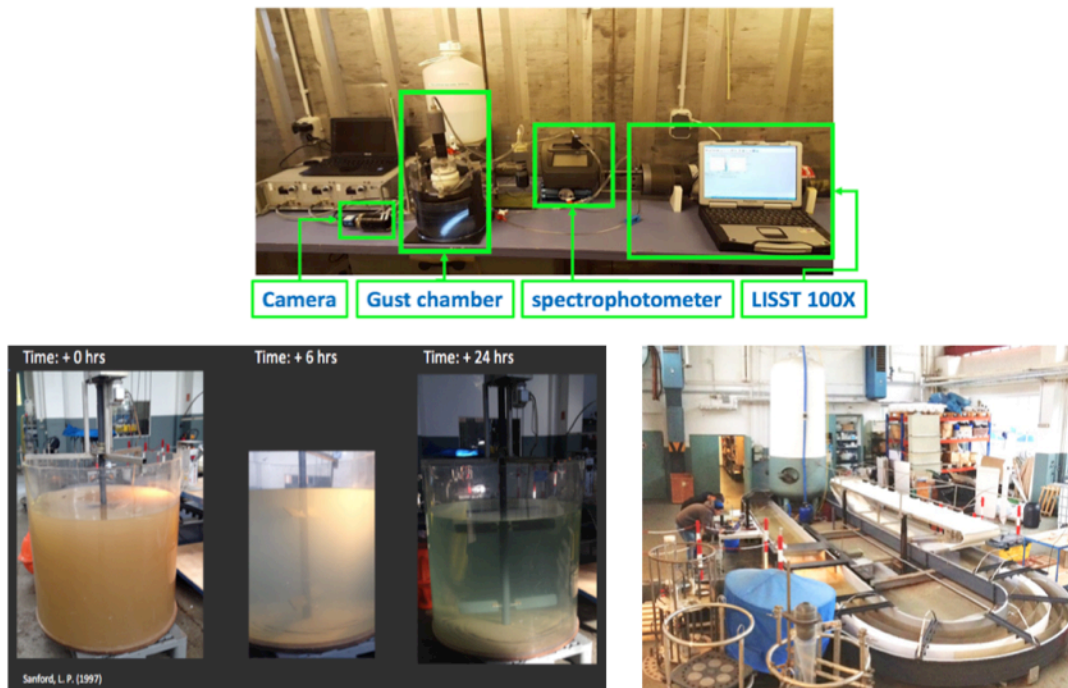 Camera
Gust chamber
spectrophotometer
LISST 100X
Time: + 0 hrs
Time: + 6 hrs
Time: + 24 hrs
Sanford, L. P. (1997)